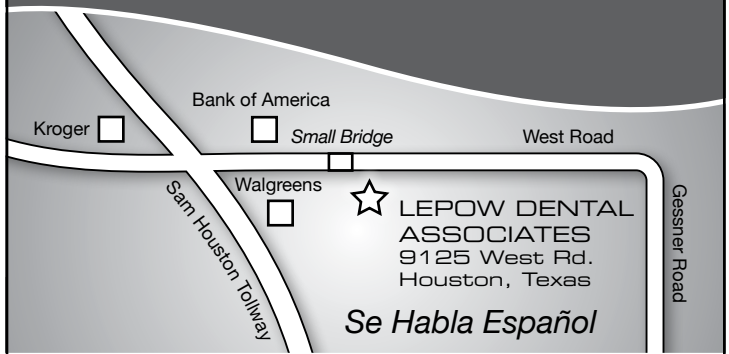 Bank of America
Kroger
Small Bridge
West Road
Walgreens
Sam Houston Tollway
LEPOW DENTAL
ASSOCIATES
9125 West Rd.
Houston, Texas
Gessner Road
Se Habla Español